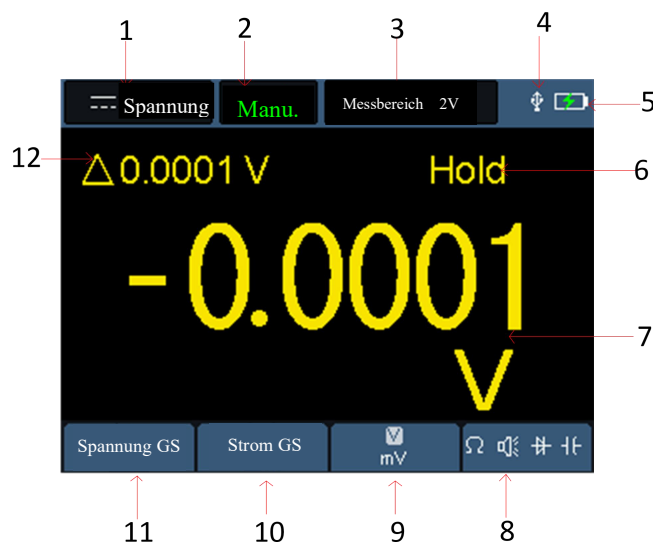 1 2 3 4
Spannung Manu. Messbereich 2V
5
12 △0.0001 V Hold 6
-0.0001
7
V
Spannung GS Strom GS V Ω
mV
11 10 9 8